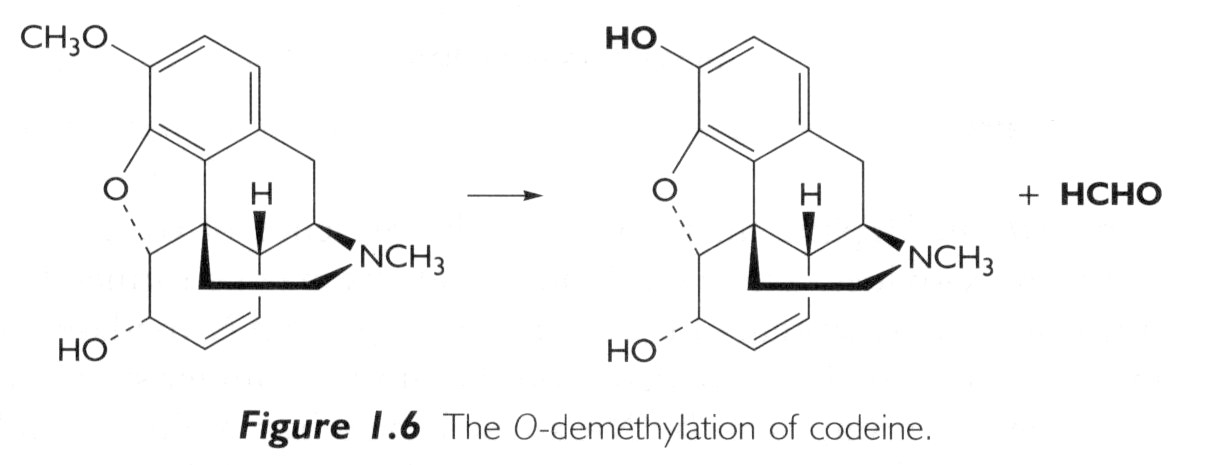 CH₃O HO
O H O H + HCHO
NCH₃ NCH₃
HO HO
Figure 1.6 The O-demethylation of codeine.